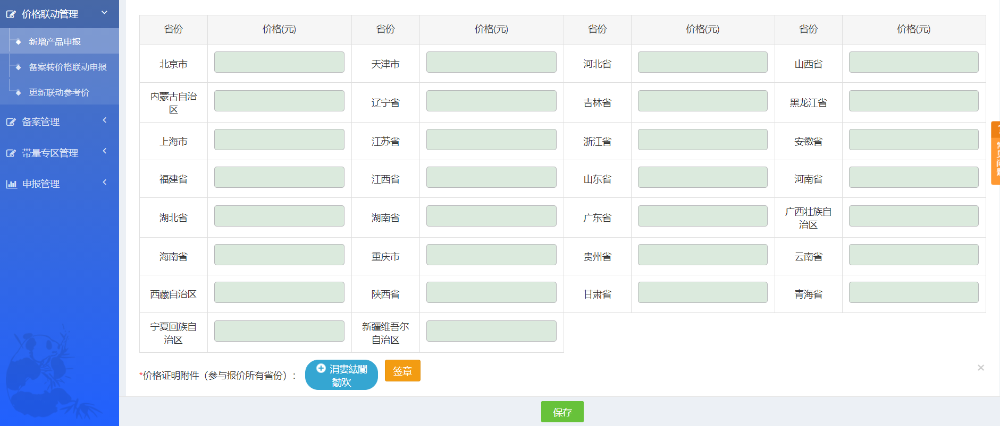 价格联动管理
新增产品申报
备案转价格联动申报
更新联动参考价
备案管理
带量专区管理
申报管理
省份 价格(元) 省份 价格(元) 省份 价格(元) 省份 价格(元)
北京市 天津市 河北省 山西省
内蒙古自治
区
辽宁省 吉林省 黑龙江省
上海市 江苏省 浙江省 安徽省
福建省 江西省 山东省 河南省
湖北省 湖南省 广东省
广西壮族自
治区
海南省 重庆市 贵州省 云南省
西藏自治区 陕西省 甘肃省 青海省
宁夏回族自
治区
新疆维吾尔
自治区
*价格证明附件（参与报价所有省份）：
签章
保存
常见问题